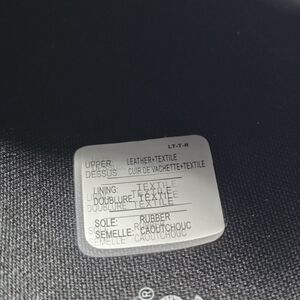 LT-T-R
UPPER: LEATHER+TEXTILE
DESSUS: CUIR DE VACHETTE+TEXTILE
LINING: TEXTILE
DOUBLURE: TEXTILE
SOLE: RUBBER
SEMELLE: CAOUTCHOUC
®